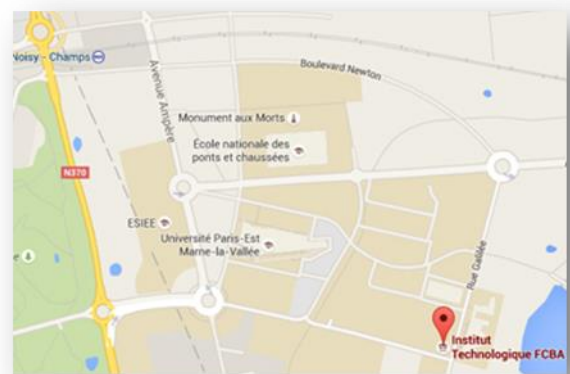 Noisy - Champs
Boulevard Newton
Avenue Ampère
Monument aux Morts
École nationale des
ponts et chaussées
N370
ESIEE
Université Paris-Est
Marne-la-Vallée
Rue Galilée
Institut
Technologique FCBA